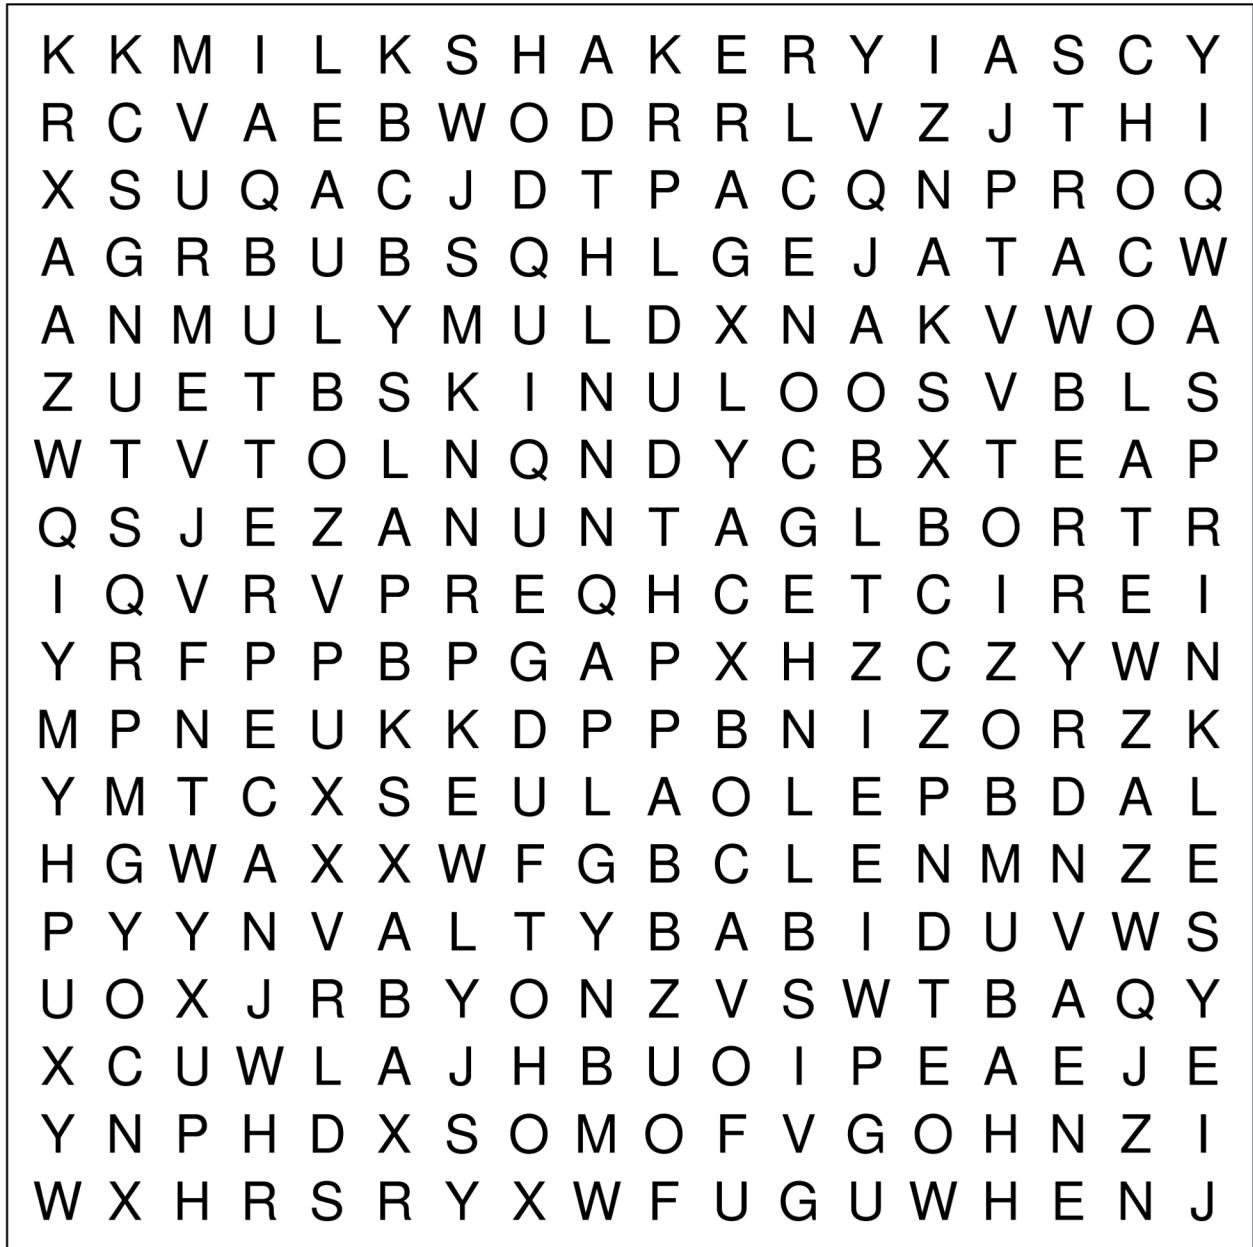 K K M I L K S H A K E R Y I A S C Y
R C V A E B W O D R R L V Z J T H I
X S U Q A C J D T P A C Q N P R O Q
A G R B U B S Q H L G E J A T A C W
A N M U L Y M U L D X N A K V W O A
Z U E T B S K I N U L O O S V B L S
W T V T O L N Q N D Y C B X T E A P
Q S J E Z A N U N T A G L B O R T R
I Q V R V P R E Q H C E T C I R E I
Y R F P P B P G A P X H Z C Z Y W N
M P N E U K K D P P B N I Z O R Z K
Y M T C X S E U L A O L E P B D A L
H G W A X X W F G B C L E N M N Z E
P Y Y N V A L T Y B A B I D U V W S
U O X J R B Y O N Z V S W T B A Q Y
X C U W L A J H B U O I P E A E J E
Y N P H D X S O M O F V G O H N Z I
W X H R S R Y X W F U G U W H E N J